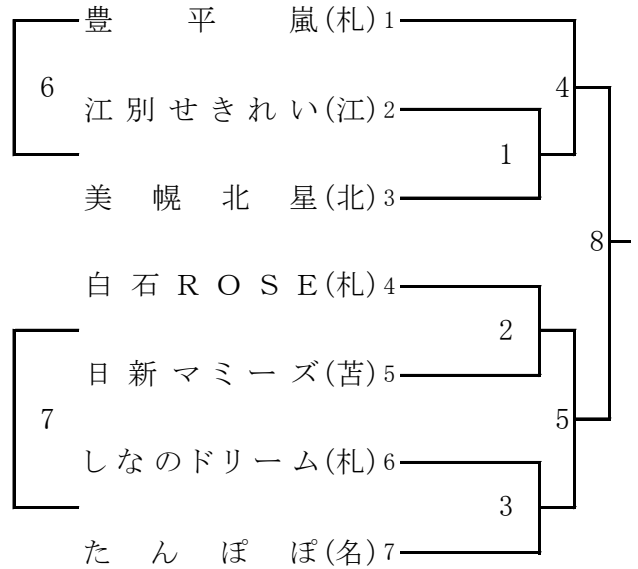 豊平嵐(札)1
6
4
江別せきれい(江)2
1
美幌北星(北)3
8
白石ROSE(札)4
2
日新マミーズ(苫)5
7
5
しなのドリーム(札)6
3
たんぽぽ(名)7